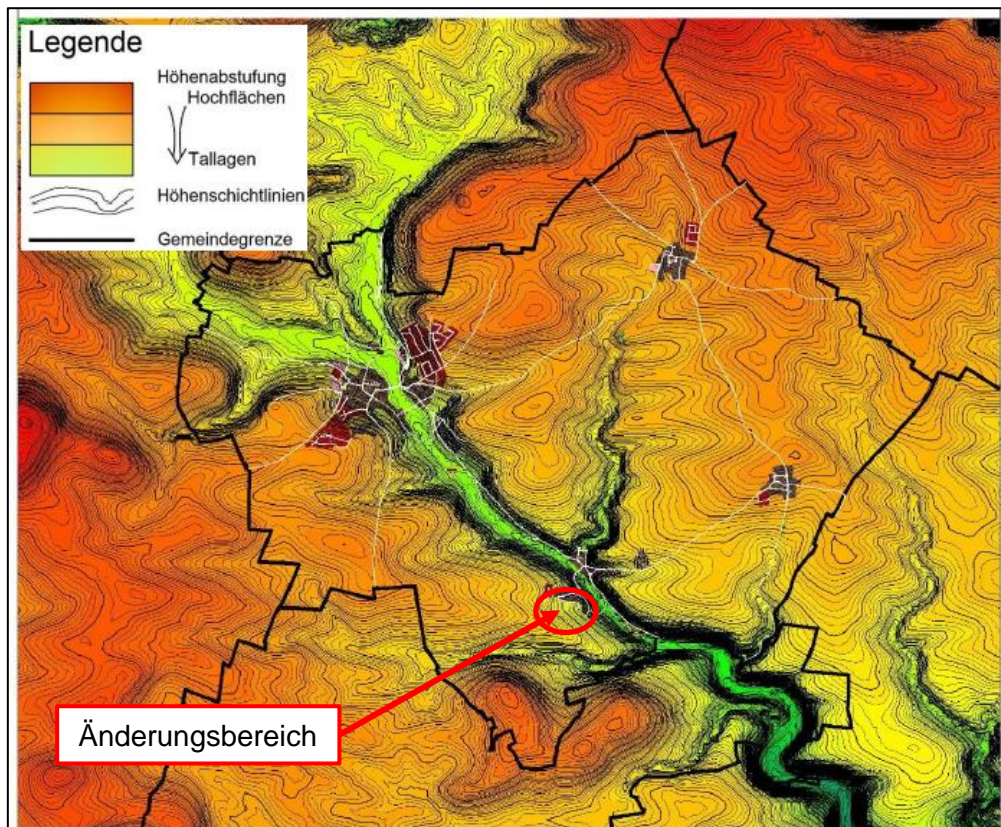 Legende
Höhenabstufung
Hochflächen
Tallagen
Höhenschichtlinien
Gemeindegrenze
Änderungsbereich